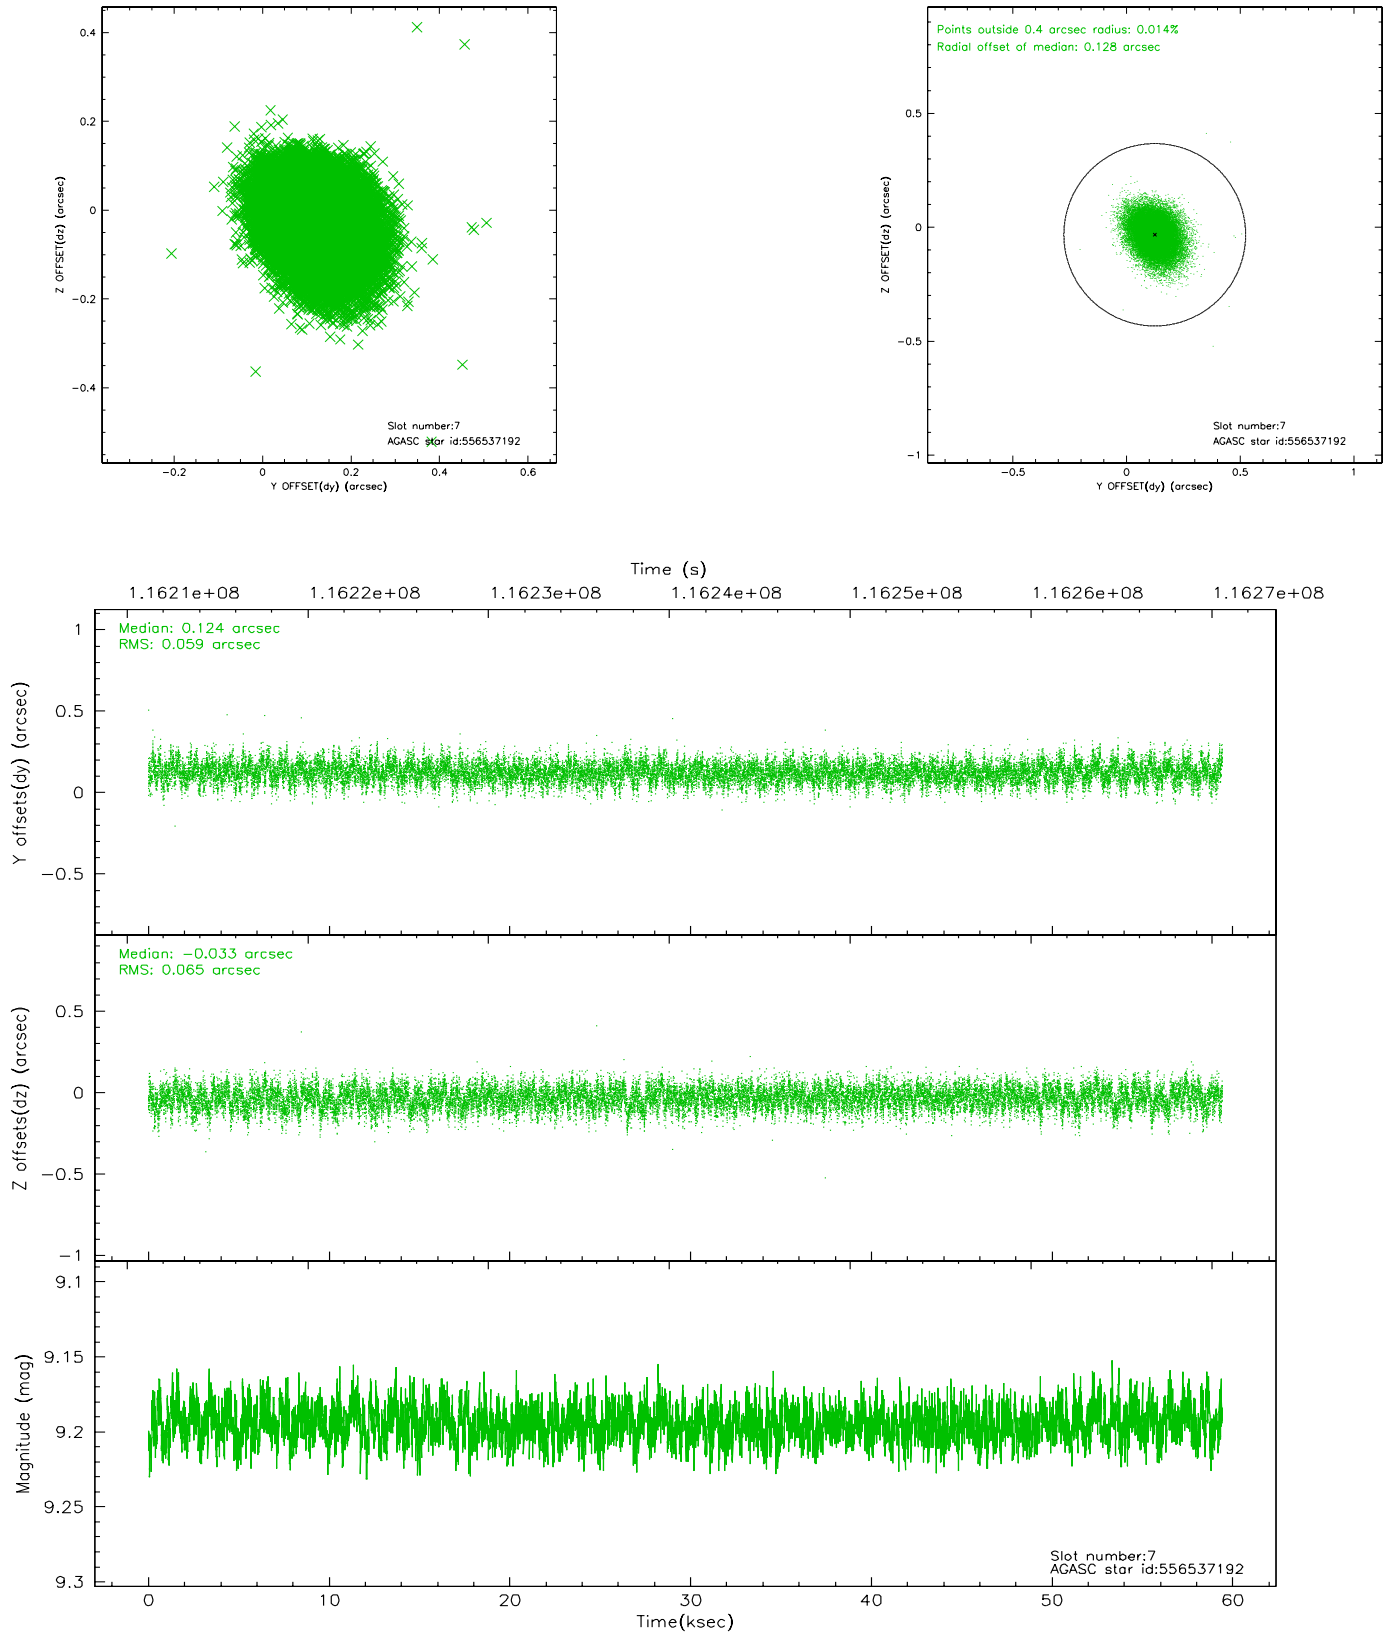 0.4
0.2
0
−0.2
−0.4
Z OFFSET(dz) (arcsec)
Slot number:7
AGASC star id:556537192
−0.2
0
0.2
0.4
0.6
Y OFFSET(dy) (arcsec)
Points outside 0.4 arcsec radius: 0.014%
Radial offset of median: 0.128 arcsec
0.5
0
−0.5
−1
Z OFFSET(dz) (arcsec)
Slot number:7
AGASC star id:556537192
−0.5
0
0.5
1
Y OFFSET(dy) (arcsec)
Time (s)
1.1621e+08
1.1622e+08
1.1623e+08
1.1624e+08
1.1625e+08
1.1626e+08
1.1627e+08
Median: 0.124 arcsec
RMS: 0.059 arcsec
1
0.5
0
−0.5
Y offsets(dy) (arcsec)
Median: −0.033 arcsec
RMS: 0.065 arcsec
0.5
0
−0.5
−1
Z offsets(dz) (arcsec)
9.1
9.15
9.2
9.25
9.3
Magnitude (mag)
Slot number:7
AGASC star id:556537192
0
10
20
30
40
50
60
Time(ksec)